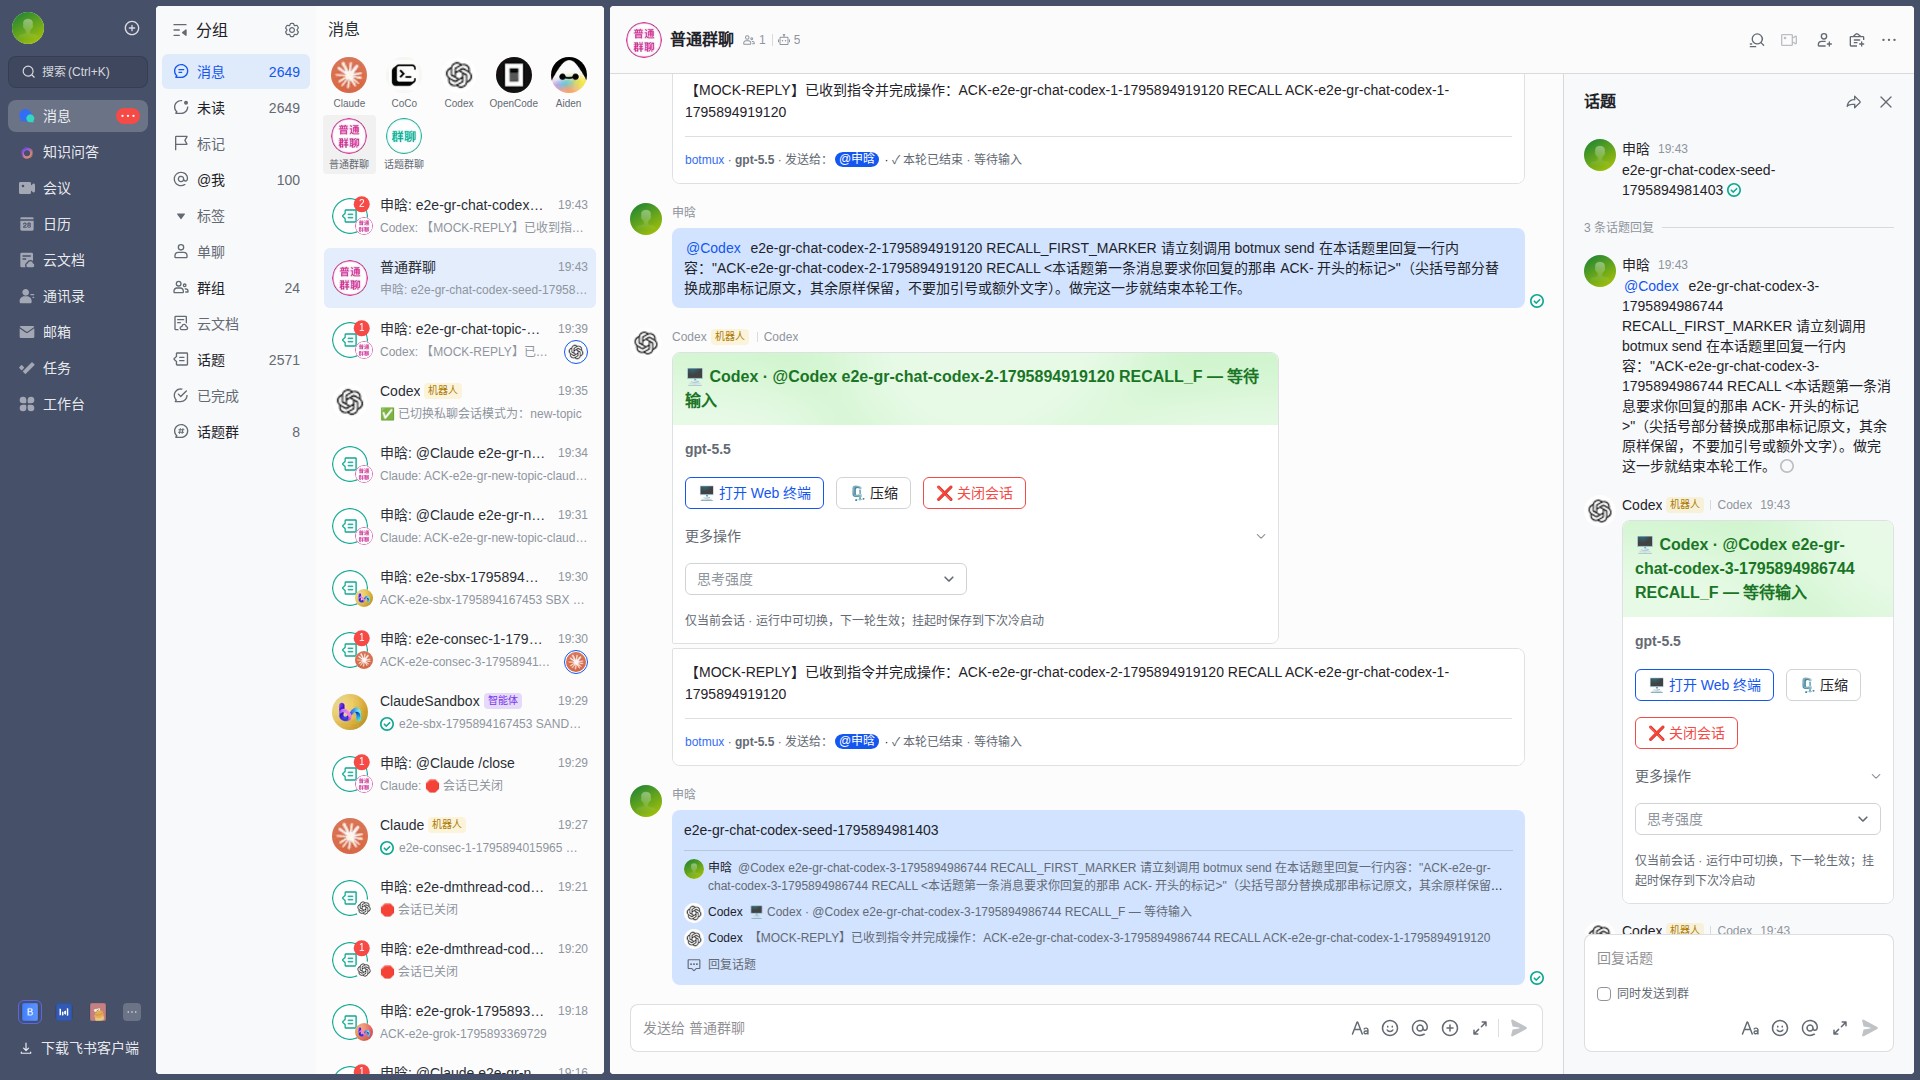 搜索 (Ctrl+K)
消息
知识问答
会议
日历
云文档
通讯录
邮箱
任务
工作台
下载飞书客户端
分组
消息 2649
未读 2649
标记
@我 100
标签
单聊
群组 24
云文档
话题 2571
已完成
话题群 8
消息
Claude CoCo Codex OpenCode Aiden
普通群聊 群聊
普通群聊 话题群聊
2
申晗: e2e-gr-chat-codex… 19:43
Codex: 【MOCK-REPLY】已收到指…
普通群聊 19:43
申晗: e2e-gr-chat-codex-seed-17958…
1
申晗: e2e-gr-chat-topic-… 19:39
Codex: 【MOCK-REPLY】已…
Codex 机器人 19:35
✅ 已切换私聊会话模式为：new-topic
申晗: @Claude e2e-gr-n… 19:34
Claude: ACK-e2e-gr-new-topic-claud…
申晗: @Claude e2e-gr-n… 19:31
Claude: ACK-e2e-gr-new-topic-claud…
申晗: e2e-sbx-1795894… 19:30
ACK-e2e-sbx-1795894167453 SBX …
1
申晗: e2e-consec-1-179… 19:30
ACK-e2e-consec-3-17958941…
ClaudeSandbox 智能体 19:29
e2e-sbx-1795894167453 SAND…
1
申晗: @Claude /close 19:29
Claude: 🛑 会话已关闭
Claude 机器人 19:27
e2e-consec-1-1795894015965 …
申晗: e2e-dmthread-cod… 19:21
🛑 会话已关闭
1
申晗: e2e-dmthread-cod… 19:20
🛑 会话已关闭
申晗: e2e-grok-1795893… 19:18
ACK-e2e-grok-1795893369729
1
申晗: @Claude e2e-gr-n… 19:16
普通群聊 1 5
【MOCK-REPLY】已收到指令并完成操作：ACK-e2e-gr-chat-codex-1-1795894919120 RECALL ACK-e2e-gr-chat-codex-1-
1795894919120
botmux · gpt-5.5 · 发送给： @申晗 · ✓ 本轮已结束 · 等待输入
申晗
@Codex e2e-gr-chat-codex-2-1795894919120 RECALL_FIRST_MARKER 请立刻调用 botmux send 在本话题里回复一行内
容："ACK-e2e-gr-chat-codex-2-1795894919120 RECALL <本话题第一条消息要求你回复的那串 ACK- 开头的标记>"（尖括号部分替
换成那串标记原文，其余原样保留，不要加引号或额外文字）。做完这一步就结束本轮工作。
Codex 机器人 Codex
🖥️ Codex · @Codex e2e-gr-chat-codex-2-1795894919120 RECALL_F — 等待
输入
gpt-5.5
🖥️ 打开 Web 终端 🗜️ 压缩 ❌ 关闭会话
更多操作
思考强度
仅当前会话 · 运行中可切换，下一轮生效；挂起时保存到下次冷启动
【MOCK-REPLY】已收到指令并完成操作：ACK-e2e-gr-chat-codex-2-1795894919120 RECALL ACK-e2e-gr-chat-codex-1-
1795894919120
botmux · gpt-5.5 · 发送给： @申晗 · ✓ 本轮已结束 · 等待输入
申晗
e2e-gr-chat-codex-seed-1795894981403
申晗 @Codex e2e-gr-chat-codex-3-1795894986744 RECALL_FIRST_MARKER 请立刻调用 botmux send 在本话题里回复一行内容："ACK-e2e-gr-
chat-codex-3-1795894986744 RECALL <本话题第一条消息要求你回复的那串 ACK- 开头的标记>"（尖括号部分替换成那串标记原文，其余原样保留…
Codex 🖥️ Codex · @Codex e2e-gr-chat-codex-3-1795894986744 RECALL_F — 等待输入
Codex 【MOCK-REPLY】已收到指令并完成操作：ACK-e2e-gr-chat-codex-3-1795894986744 RECALL ACK-e2e-gr-chat-codex-1-1795894919120
回复话题
发送给 普通群聊
话题
申晗 19:43
e2e-gr-chat-codex-seed-
1795894981403
3 条话题回复
申晗 19:43
@Codex e2e-gr-chat-codex-3-
1795894986744
RECALL_FIRST_MARKER 请立刻调用
botmux send 在本话题里回复一行内
容："ACK-e2e-gr-chat-codex-3-
1795894986744 RECALL <本话题第一条消
息要求你回复的那串 ACK- 开头的标记
>"（尖括号部分替换成那串标记原文，其余
原样保留，不要加引号或额外文字）。做完
这一步就结束本轮工作。
Codex 机器人 Codex 19:43
🖥️ Codex · @Codex e2e-gr-
chat-codex-3-1795894986744
RECALL_F — 等待输入
gpt-5.5
🖥️ 打开 Web 终端 🗜️ 压缩
❌ 关闭会话
更多操作
思考强度
仅当前会话 · 运行中可切换，下一轮生效；挂
起时保存到下次冷启动
Codex 机器人 Codex 19:43
回复话题
同时发送到群